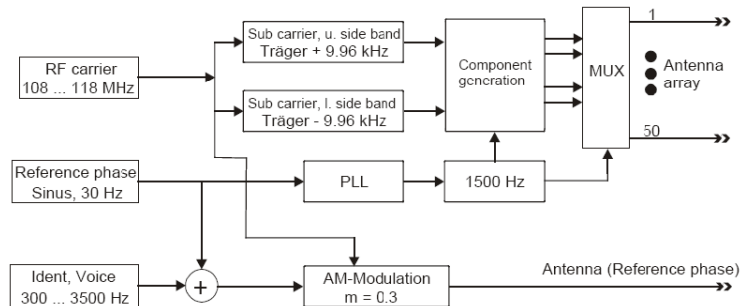 Sub carrier, u. side band
Träger + 9.96 kHz
RF carrier
108 ... 118 MHz
Sub carrier, l. side band
Träger - 9.96 kHz
Component
generation
MUX
1
Antenna
array
50
Reference phase
Sinus, 30 Hz
PLL
1500 Hz
Ident, Voice
300 ... 3500 Hz
+
AM-Modulation
m = 0.3
Antenna (Reference phase)